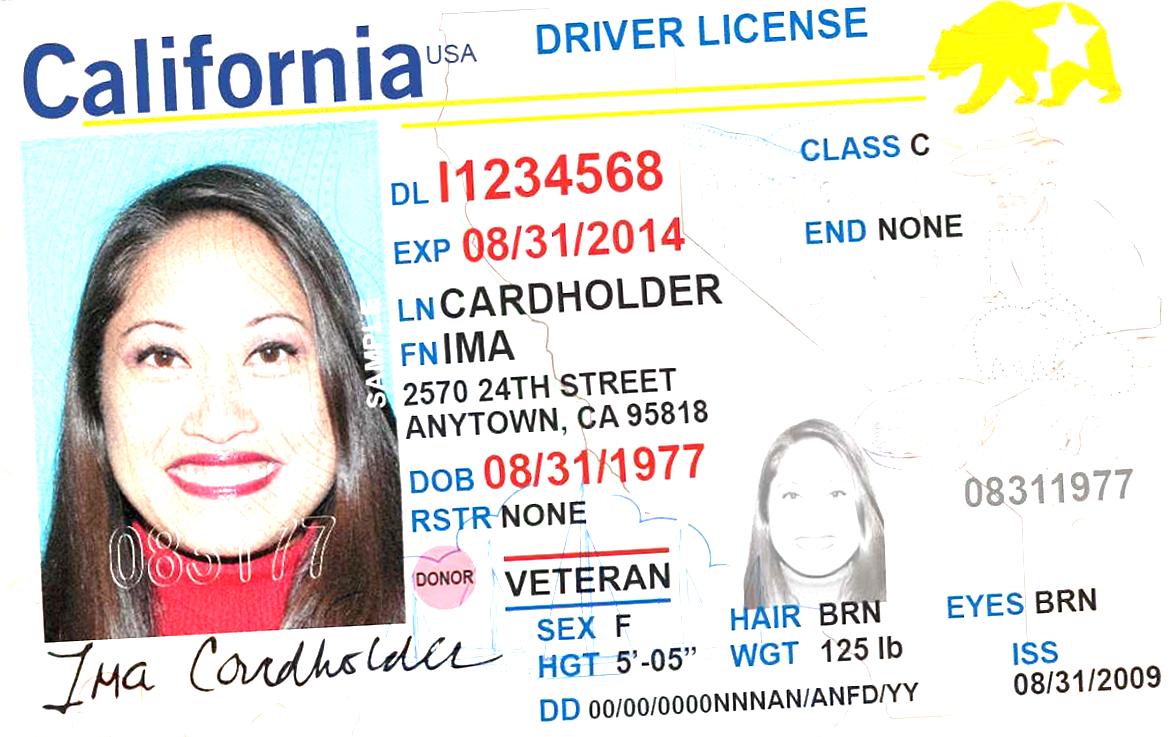 California USA DRIVER LICENSE
DL I1234568
CLASS C
EXP 08/31/2014
END NONE
LN CARDHOLDER
FN IMA
2570 24TH STREET
ANYTOWN, CA 95818
DOB 08/31/1977
RSTR NONE
08311977
DONOR
VETERAN
SEX F
HAIR BRN
EYES BRN
HGT 5'-05"
WGT 125 lb
ISS
08/31/2009
DD 00/00/0000NNNAN/ANFD/YY
SAMPLE
083177
Ima Cardholder